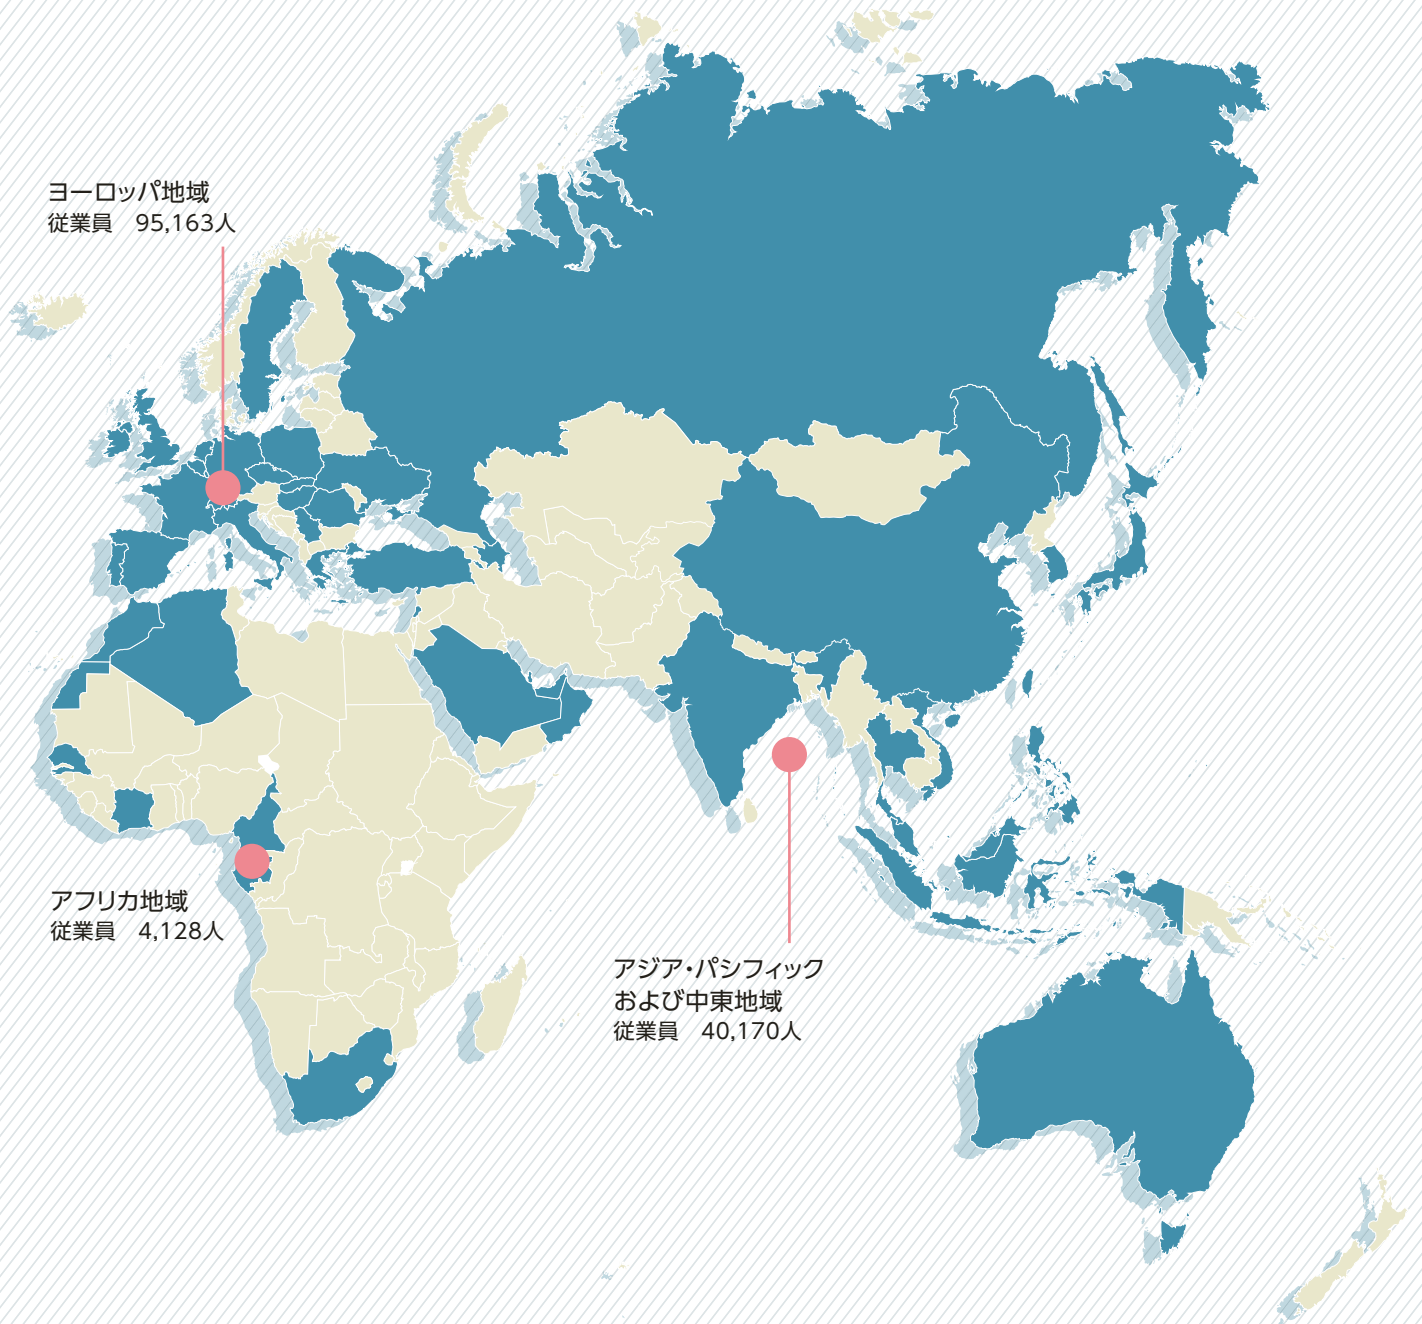 ヨーロッパ地域
従業員　95,163人
アフリカ地域
従業員　4,128人
アジア・パシフィック
および中東地域
従業員　40,170人